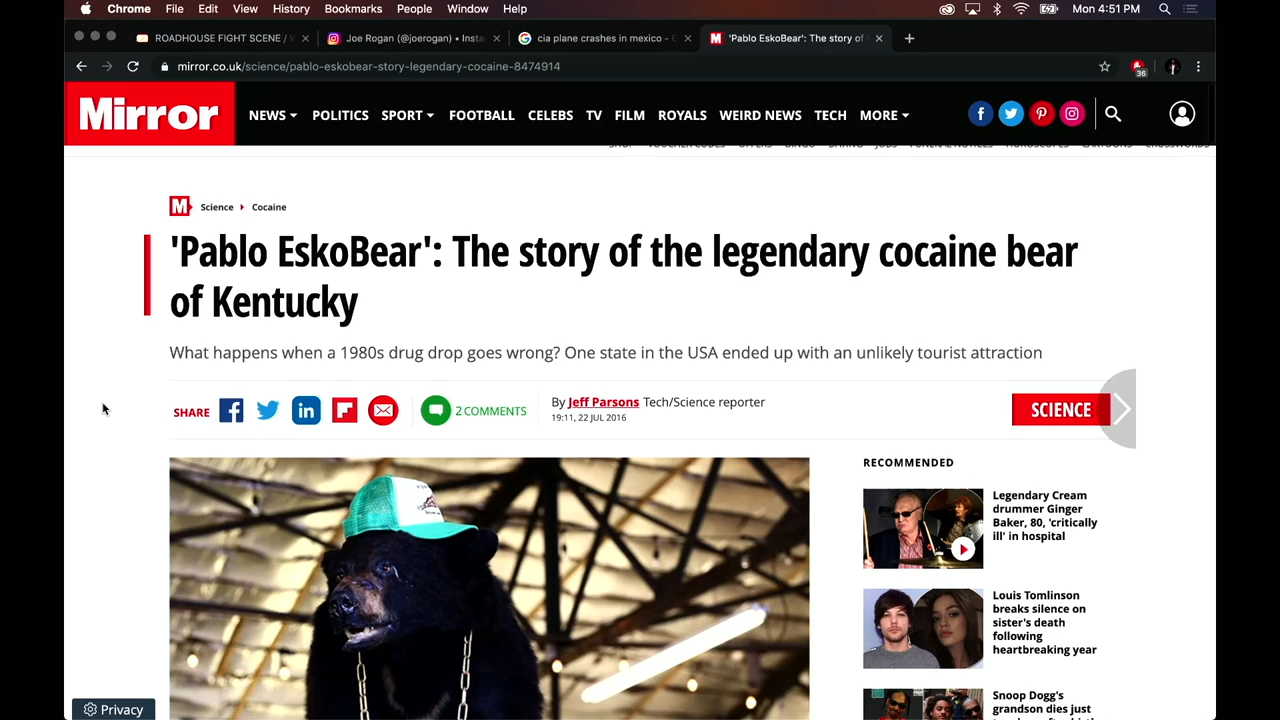 Chrome File Edit View History Bookmarks People Window Help Mon 4:51 PM
ROADHOUSE FIGHT SCENE / Joe Rogan (@joerogan) • Insta cia plane crashes in mexico - 'Pablo EskoBear': The story of
mirror.co.uk/science/pablo-eskobear-story-legendary-cocaine-8474914 36
Mirror NEWS POLITICS SPORT FOOTBALL CELEBS TV FILM ROYALS WEIRD NEWS TECH MORE
M Science Cocaine
'Pablo EskoBear': The story of the legendary cocaine bear
of Kentucky
What happens when a 1980s drug drop goes wrong? One state in the USA ended up with an unlikely tourist attraction
SHARE 2 COMMENTS
By Jeff Parsons Tech/Science reporter
19:11, 22 JUL 2016
SCIENCE
RECOMMENDED
Legendary Cream
drummer Ginger
Baker, 80, 'critically
ill' in hospital
Louis Tomlinson
breaks silence on
sister's death
following
heartbreaking year
Snoop Dogg's
grandson dies just
Privacy